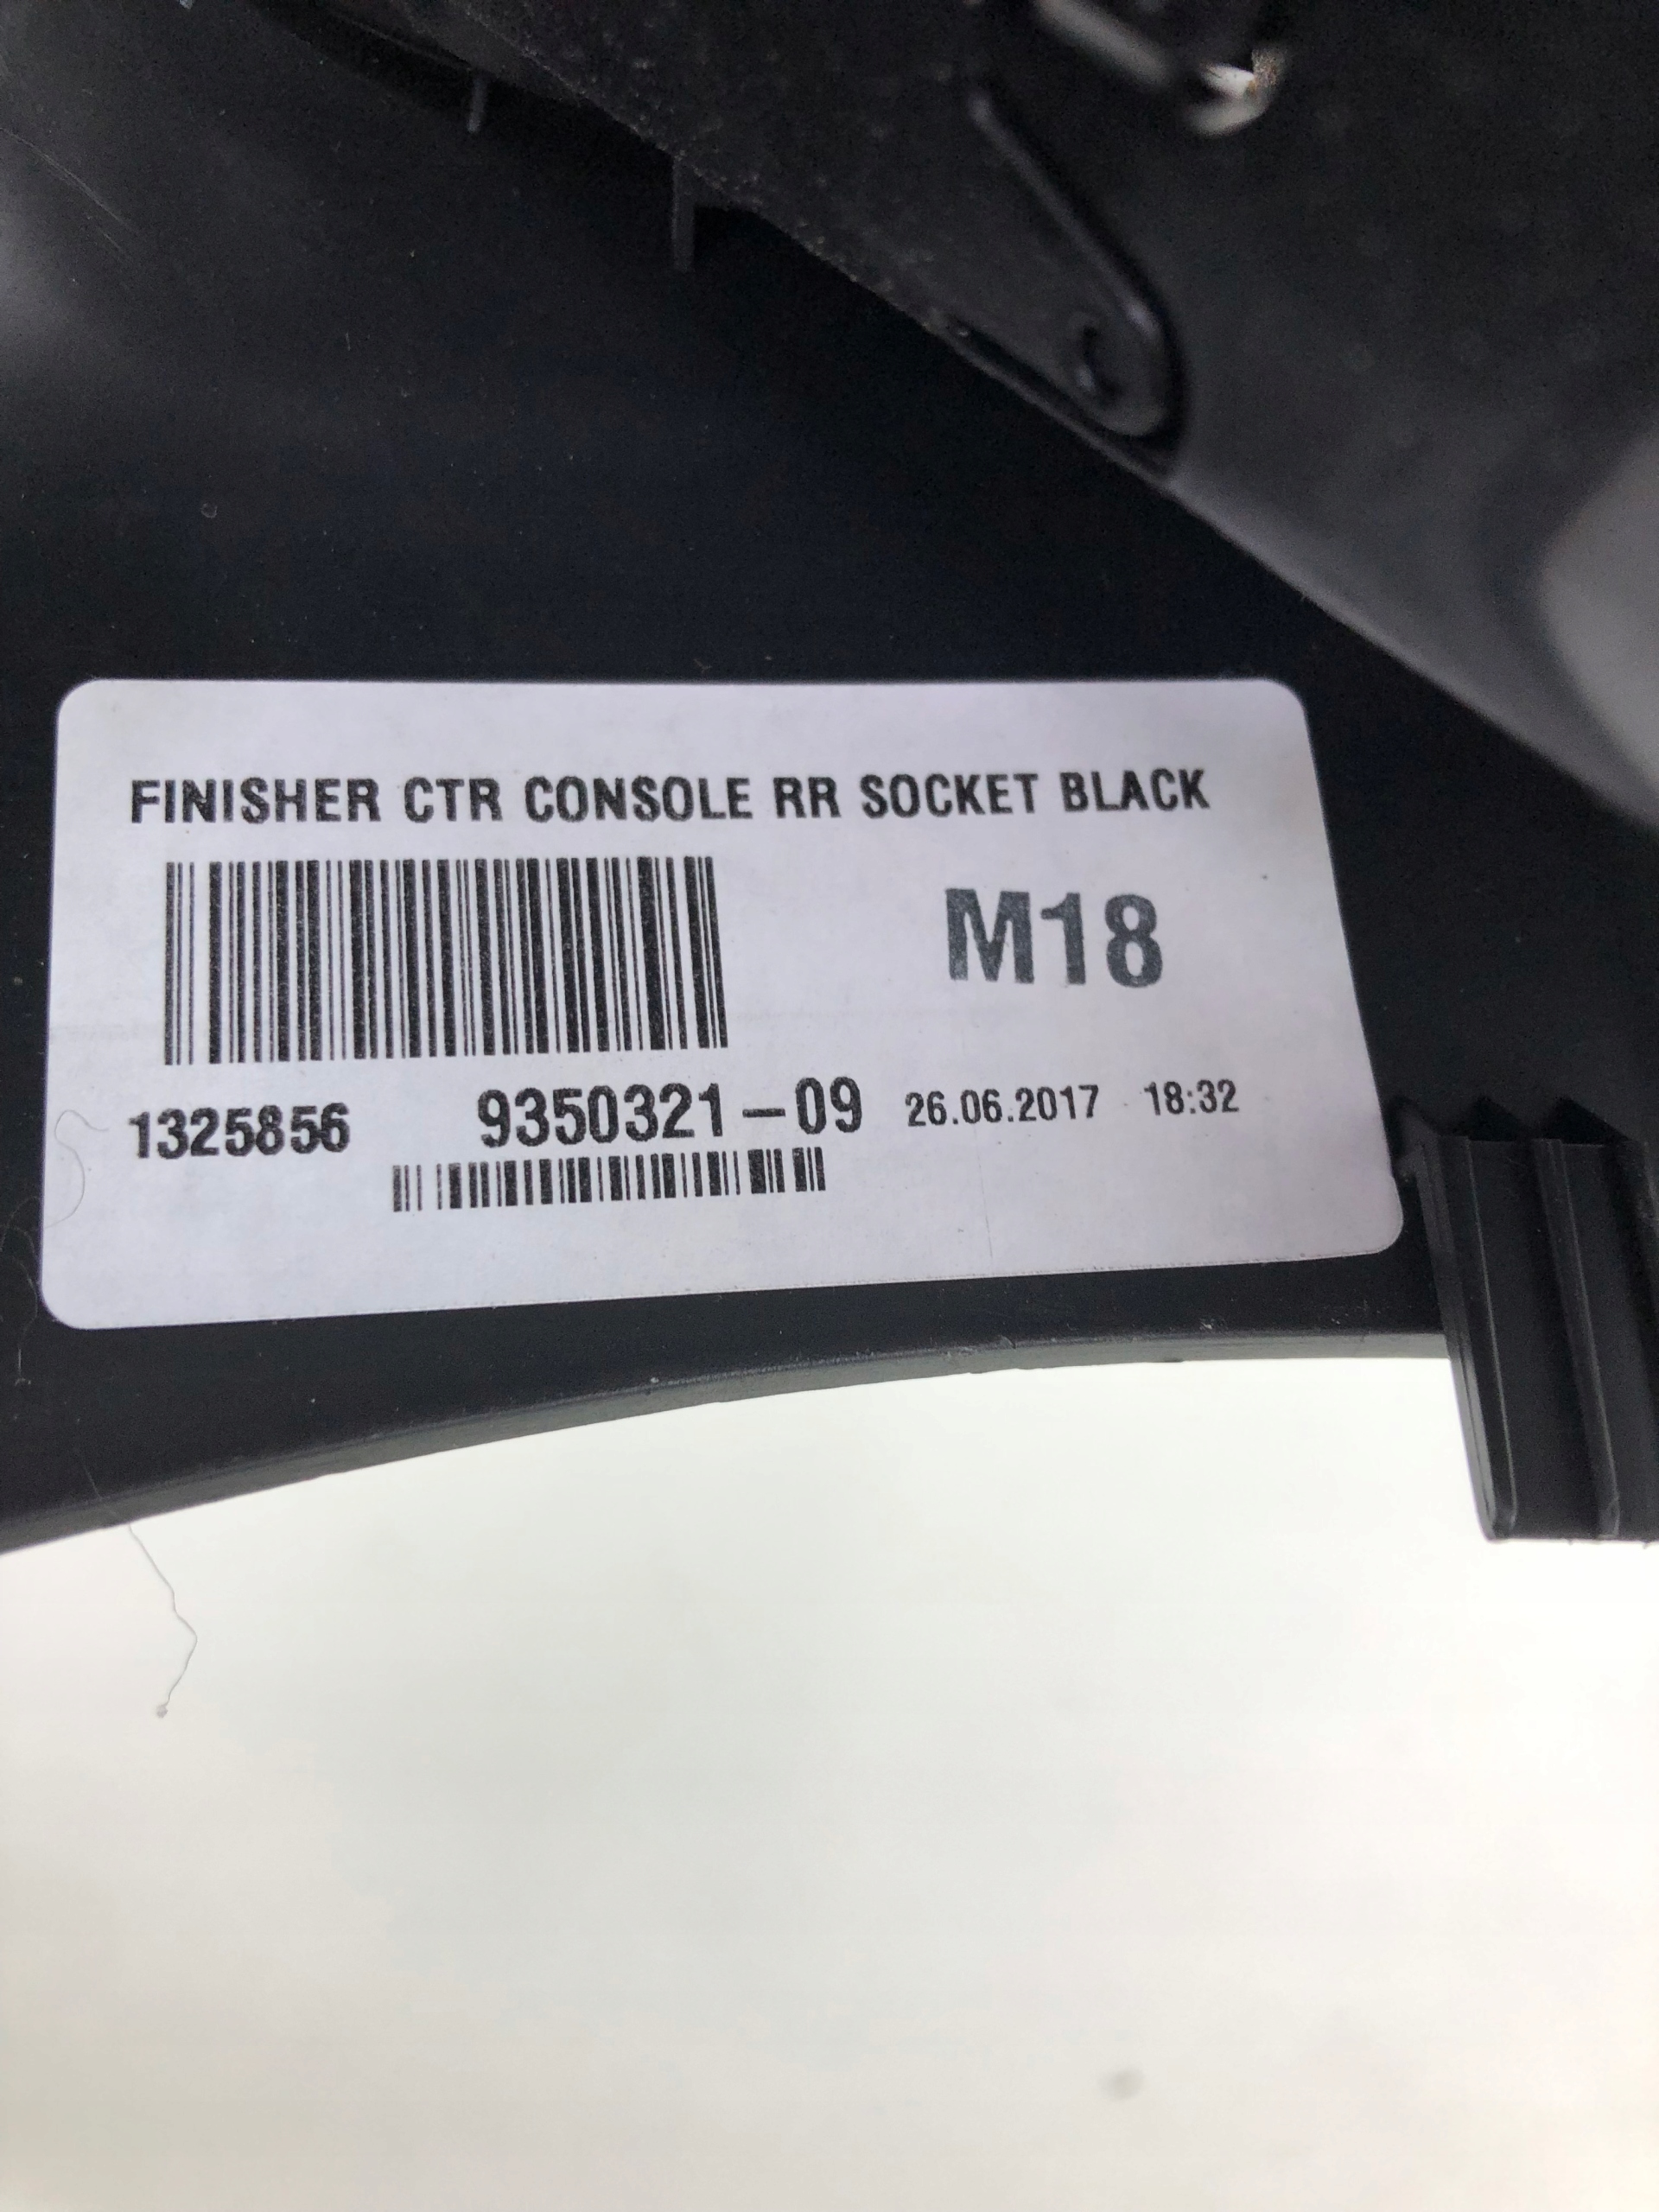 FINISHER CTR CONSOLE RR SOCKET BLACK
M18
1325856 9350321-09 26.06.2017 18:32